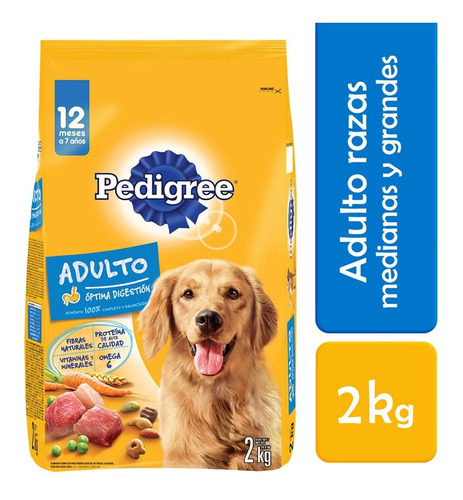 12
meses
a 7 años
Pedigree
ADULTO
ÓPTIMA DIGESTIÓN
ALIMENTO 100% COMPLETO Y BALANCEADO
FIBRAS
NATURALES
PROTEÍNA
DE ALTA
CALIDAD
VITAMINAS Y
MINERALES
OMEGA
6
2 kg
Adulto razas
medianas y grandes
2 kg